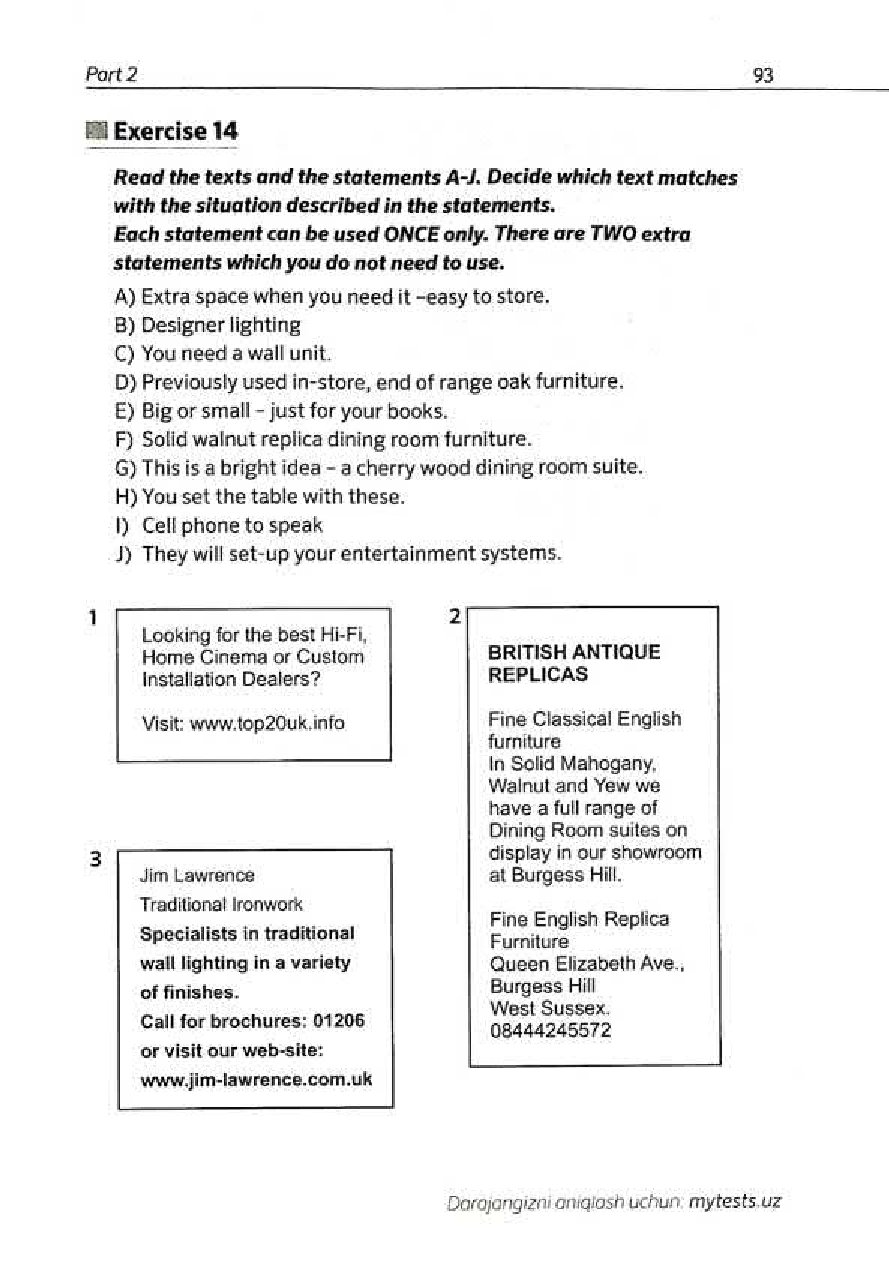 Part 2
93
Exercise 14
Read the texts and the statements A-J. Decide which text matches
with the situation described in the statements.
Each statement can be used ONCE only. There are TWO extra
statements which you do not need to use.
A) Extra space when you need it –easy to store.
B) Designer lighting
C) You need a wall unit.
D) Previously used in-store, end of range oak furniture.
E) Big or small – just for your books.
F) Solid walnut replica dining room furniture.
G) This is a bright idea – a cherry wood dining room suite.
H) You set the table with these.
I) Cell phone to speak
J) They will set-up your entertainment systems.
1
Looking for the best Hi-Fi,
Home Cinema or Custom
Installation Dealers?
Visit: www.top20uk.info
2
BRITISH ANTIQUE
REPLICAS
Fine Classical English
furniture
In Solid Mahogany,
Walnut and Yew we
have a full range of
Dining Room suites on
display in our showroom
at Burgess Hill.
Fine English Replica
Furniture
Queen Elizabeth Ave.,
Burgess Hill
West Sussex.
08444245572
3
Jim Lawrence
Traditional Ironwork
Specialists in traditional
wall lighting in a variety
of finishes.
Call for brochures: 01206
or visit our web-site:
www.jim-lawrence.com.uk
Darajangizni aniqlash uchun: mytests.uz